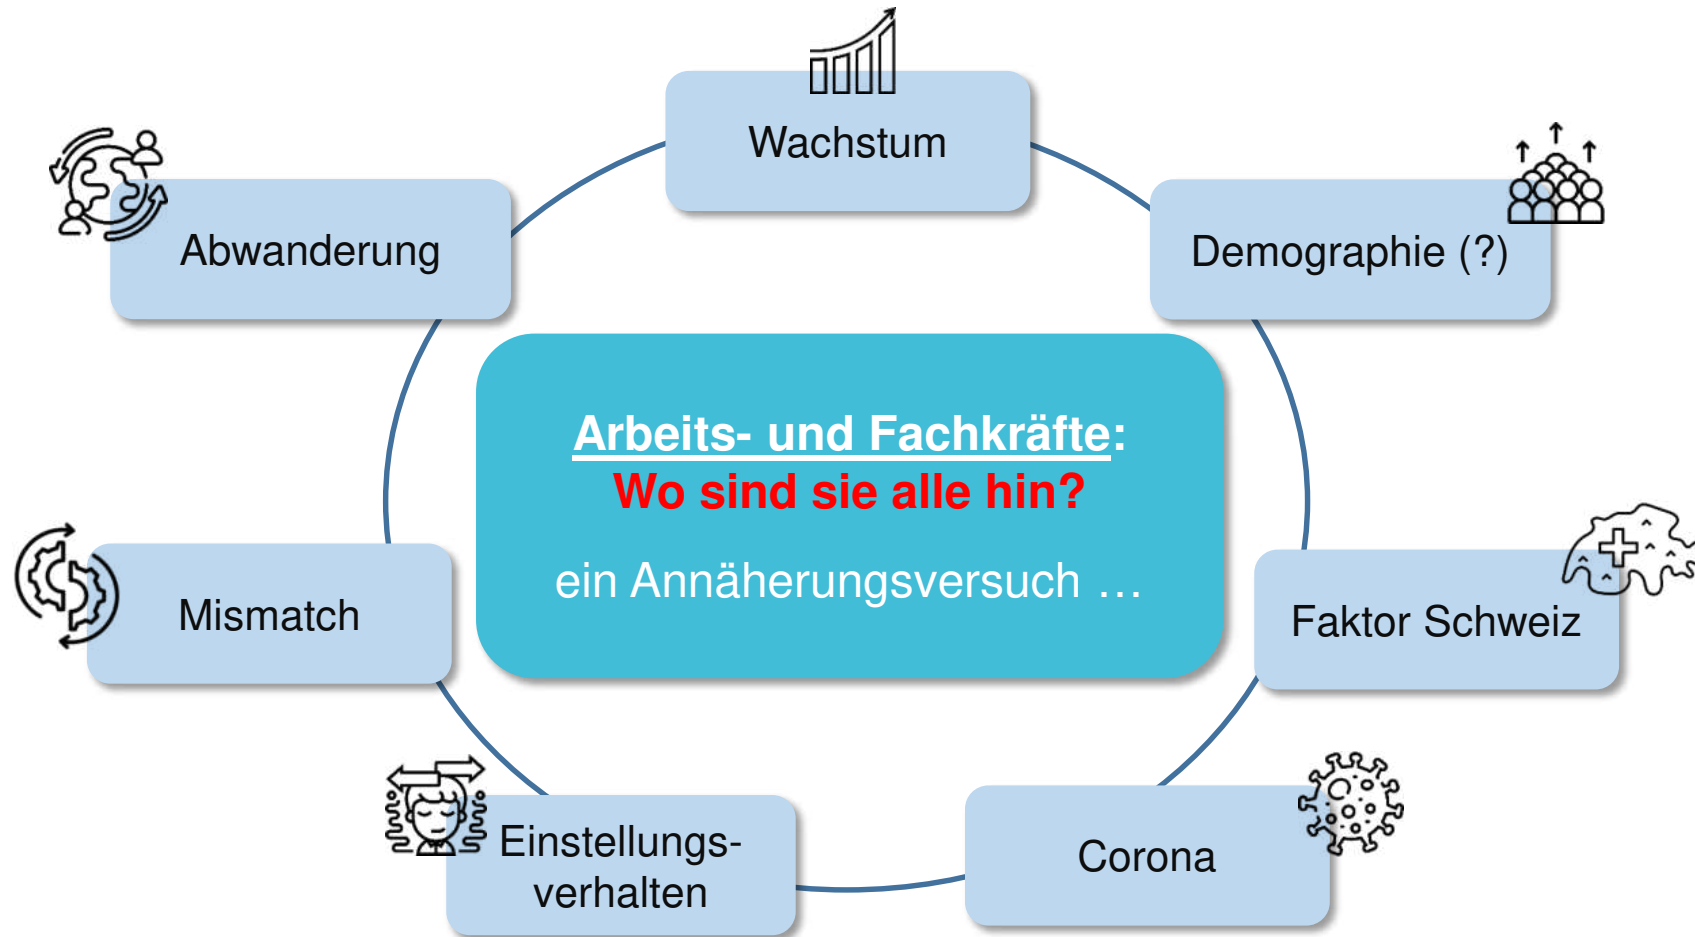 Wachstum
Abwanderung
Demographie (?)
Arbeits- und Fachkräfte:
Wo sind sie alle hin?
ein Annäherungsversuch …
Mismatch
Faktor Schweiz
Einstellungs-
verhalten
Corona